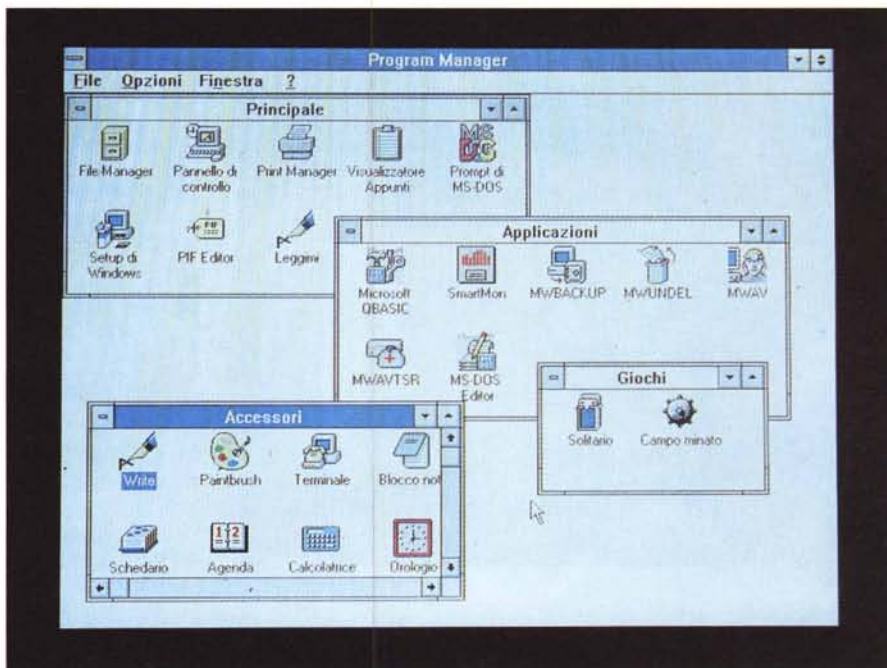 Program Manager
File Opzioni Finestra ?
Principale
File Manager Pannello di controllo Print Manager Visualizzatore Appunti Prompt di MS-DOS
Setup di Windows PIF Editor Leggimi
Applicazioni
Microsoft QBASIC SmartMon MWBACKUP MWUNDEL MWAV
MWAVTSR MS-DOS Editor
Giochi
Solitario Campo minato
Accessori
Write Paintbrush Terminale Blocco not
Schedario Agenda Calcolatrice Orologio